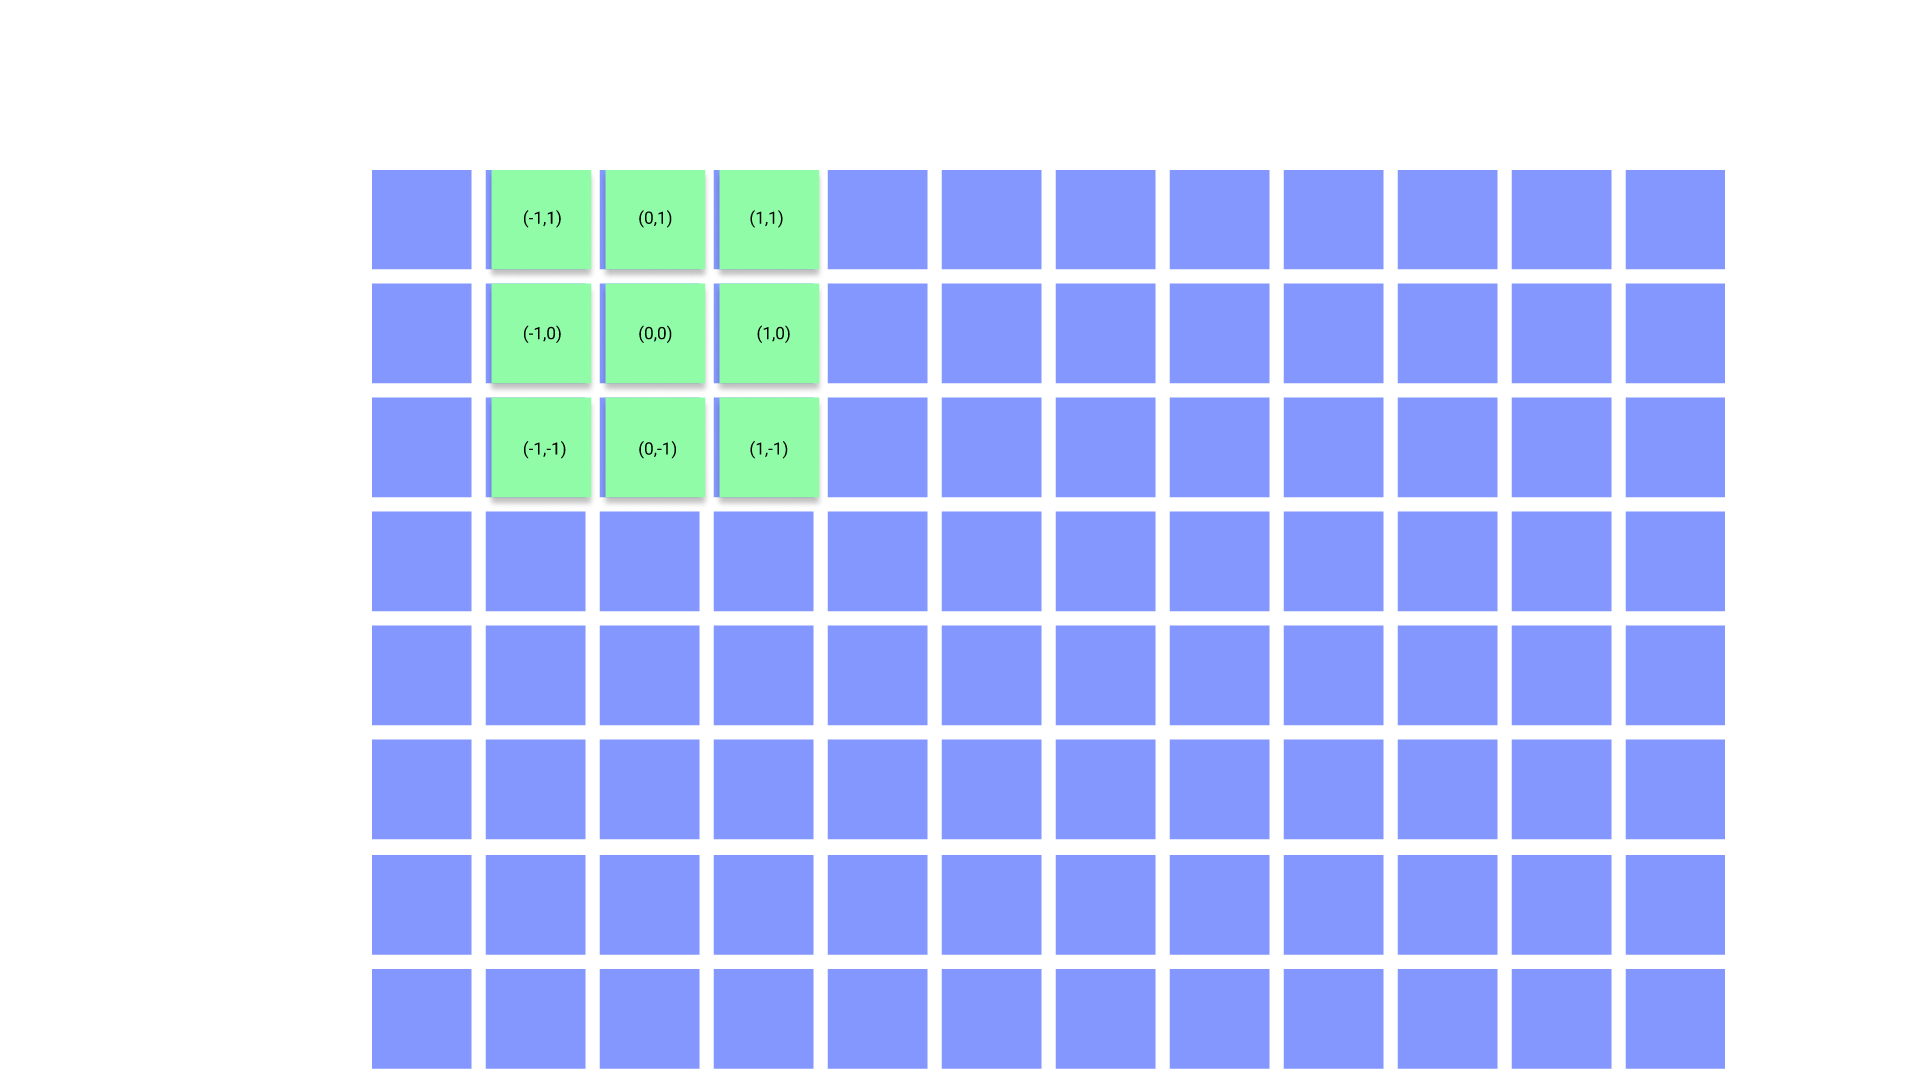 (-1,1) (0,1) (1,1)
(-1,0) (0,0) (1,0)
(-1,-1) (0,-1) (1,-1)